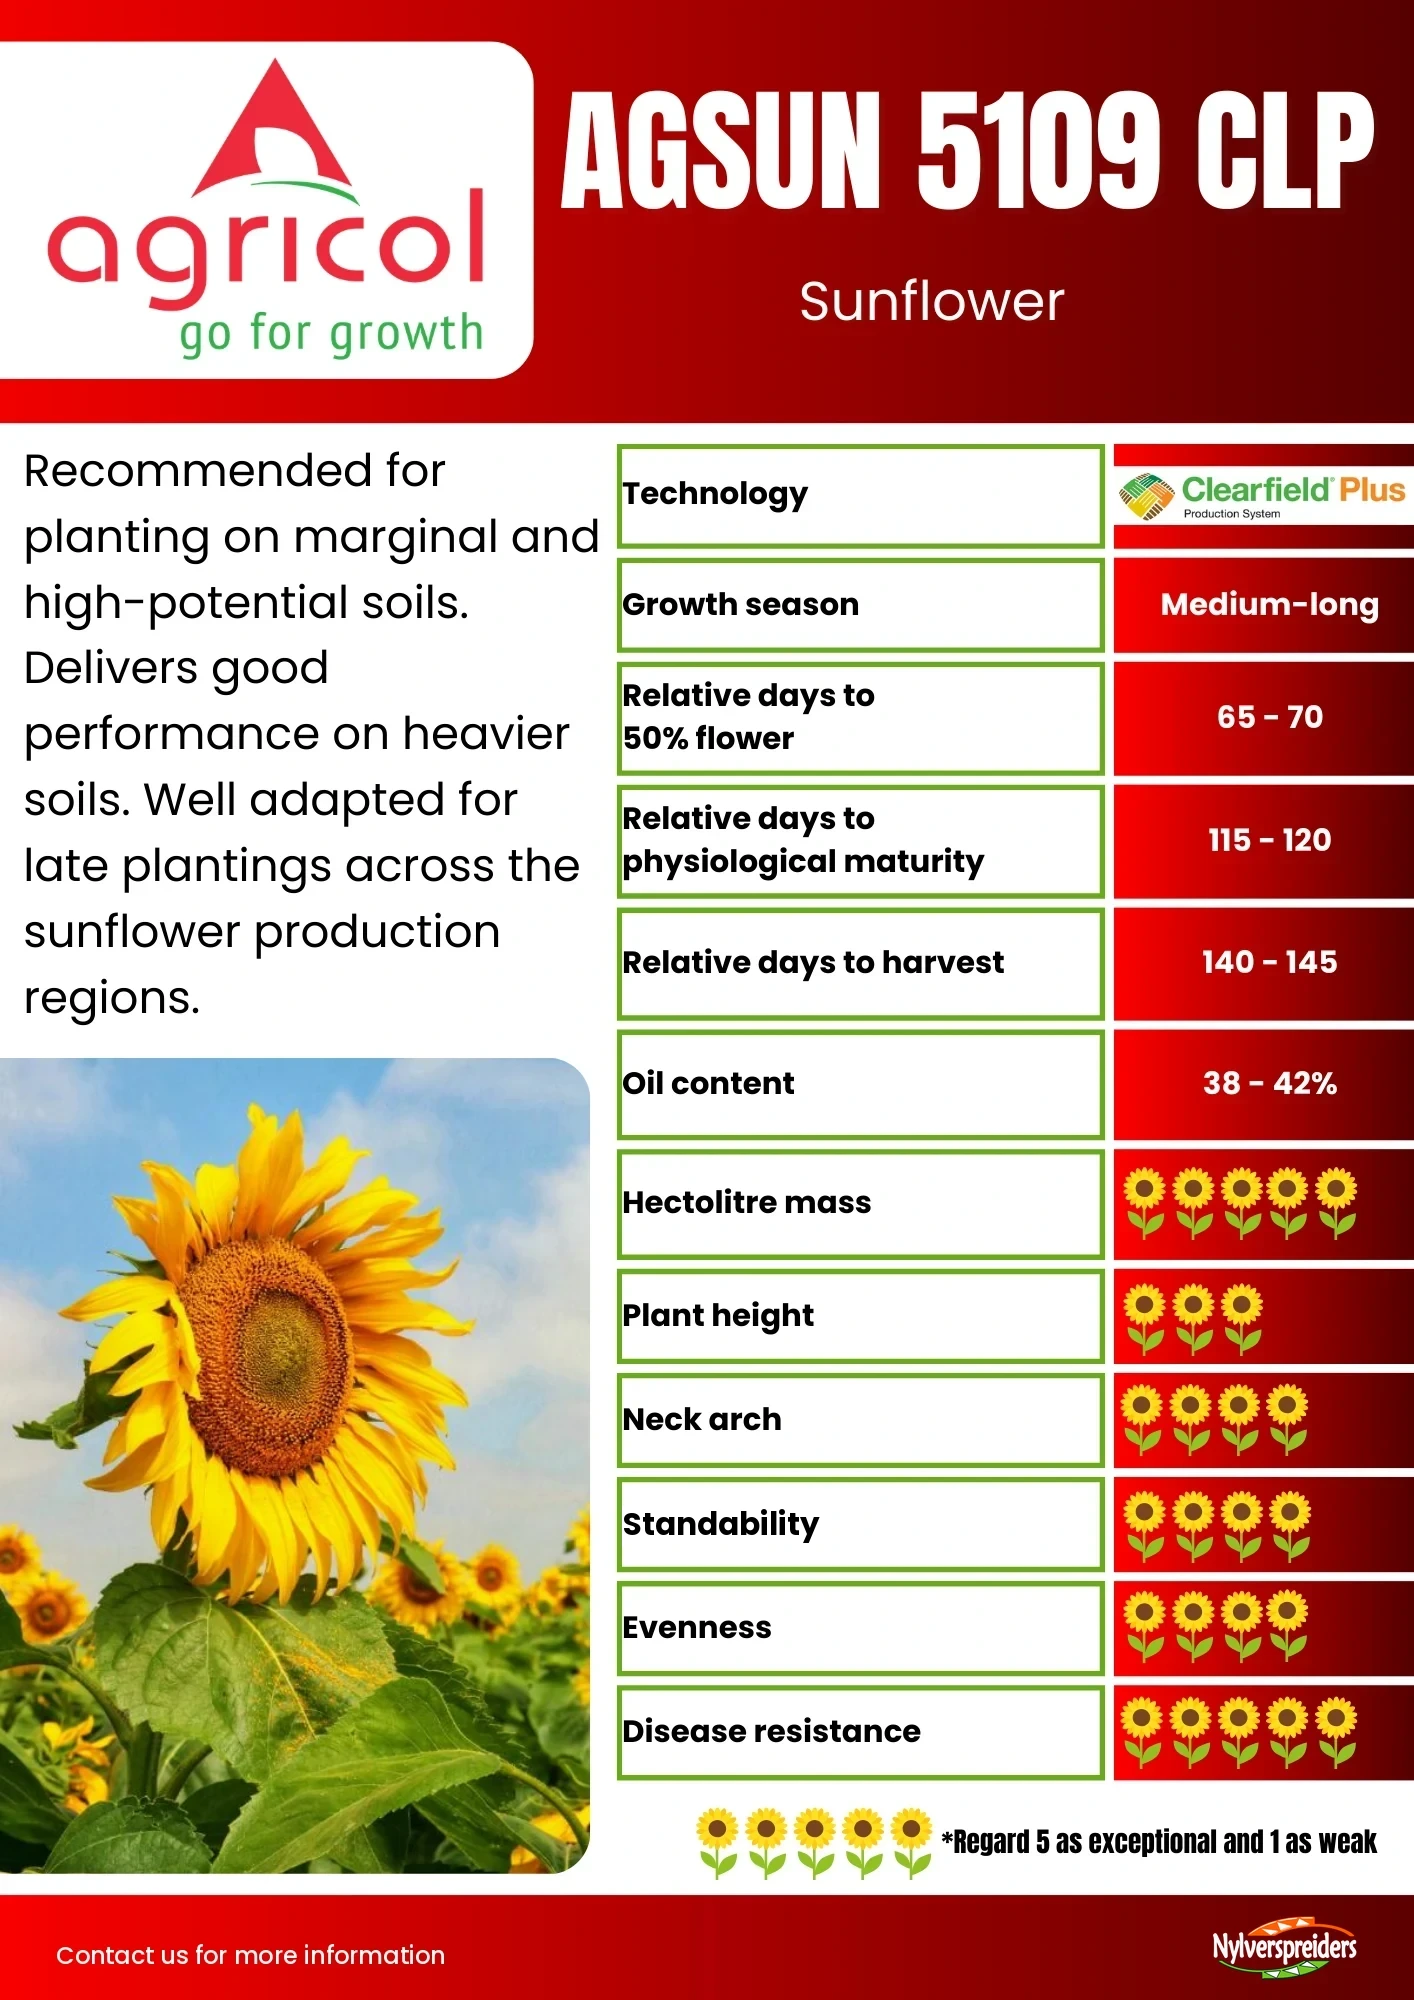 agricol
go for growth
AGSUN 5109 CLP
Sunflower
Recommended for
planting on marginal and
high-potential soils.
Delivers good
performance on heavier
soils. Well adapted for
late plantings across the
sunflower production
regions.
Technology
Clearfield® Plus
Production System
Growth season
Medium-long
Relative days to
50% flower
65 - 70
Relative days to
physiological maturity
115 - 120
Relative days to harvest
140 - 145
Oil content
38 - 42%
Hectolitre mass
Plant height
Neck arch
Standability
Evenness
Disease resistance
*Regard 5 as exceptional and 1 as weak
Contact us for more information
Nylverspreiders